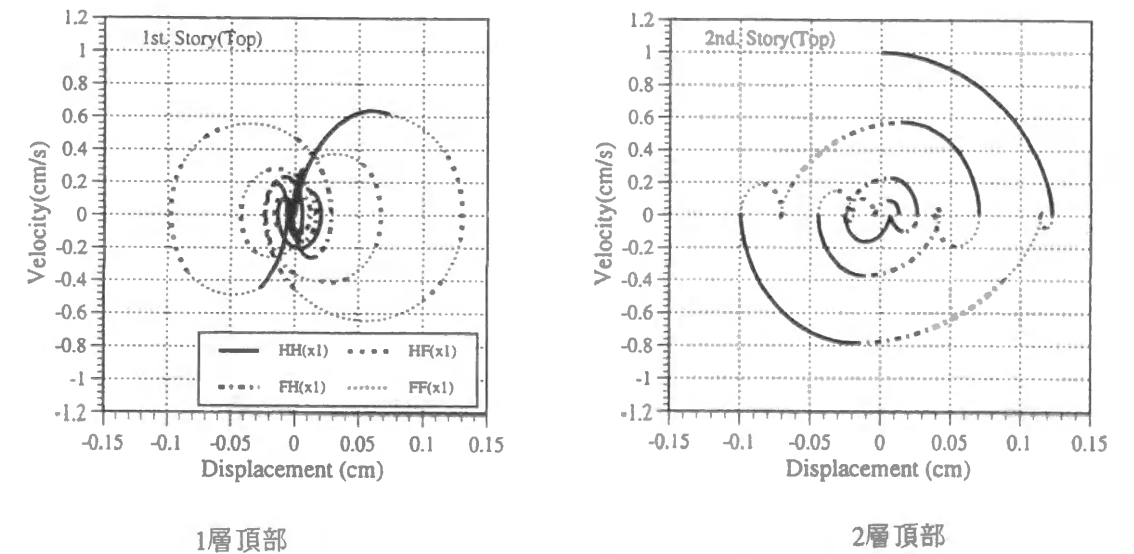 1st. Story(Top)
Velocity(cm/s)
1.2
1
0.8
0.6
0.4
0.2
0
-0.2
-0.4
-0.6
-0.8
-1
-1.2
HH(x1)
HF(x1)
FH(x1)
FF(x1)
-0.15 -0.1 -0.05 0 0.05 0.1 0.15
Displacement (cm)
1層頂部
2nd. Story(Top)
Velocity(cm/s)
1.2
1
0.8
0.6
0.4
0.2
0
-0.2
-0.4
-0.6
-0.8
-1
-1.2
-0.15 -0.1 -0.05 0 0.05 0.1 0.15
Displacement (cm)
2層頂部